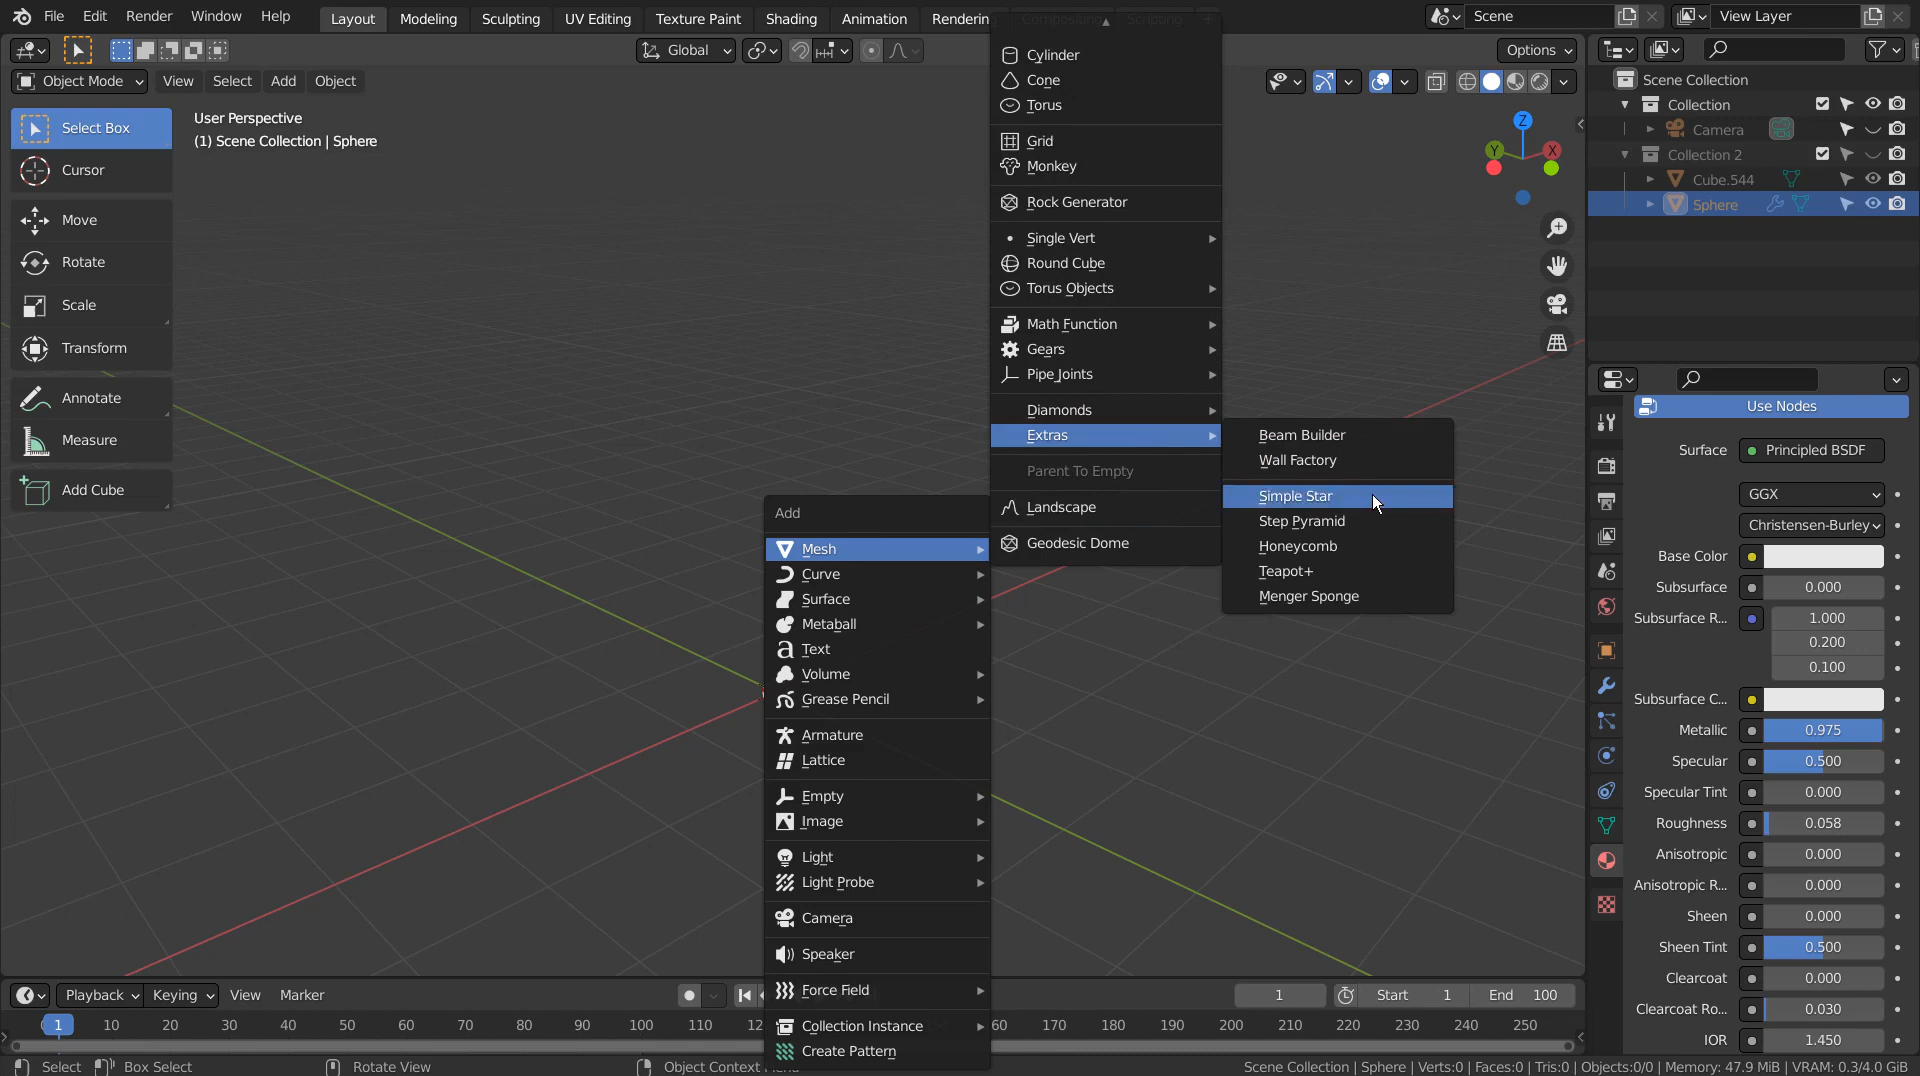 File Edit Render Window Help Layout Modeling Sculpting UV Editing Texture Paint Shading Animation Rendering Compositing Scripting Scene View Layer
Global Options
Object Mode View Select Add Object
Select Box
Cursor
Move
Rotate
Scale
Transform
Annotate
Measure
Add Cube
User Perspective
(1) Scene Collection | Sphere
Z
Y
X
Add
Mesh
Curve
Surface
Metaball
Text
Volume
Grease Pencil
Armature
Lattice
Empty
Image
Light
Light Probe
Camera
Speaker
Force Field
Collection Instance
Create Pattern
Cylinder
Cone
Torus
Grid
Monkey
Rock Generator
Single Vert
Round Cube
Torus Objects
Math Function
Gears
Pipe Joints
Diamonds
Extras
Parent To Empty
Landscape
Geodesic Dome
Beam Builder
Wall Factory
Simple Star
Step Pyramid
Honeycomb
Teapot+
Menger Sponge
Scene Collection
Collection
Camera
Collection 2
Cube.544
Sphere
Use Nodes
Surface Principled BSDF
GGX
Christensen-Burley
Base Color
Subsurface 0.000
Subsurface R... 1.000
0.200
0.100
Subsurface C...
Metallic 0.975
Specular 0.500
Specular Tint 0.000
Roughness 0.058
Anisotropic 0.000
Anisotropic R... 0.000
Sheen 0.000
Sheen Tint 0.500
Clearcoat 0.000
Clearcoat Ro... 0.030
IOR 1.450
Playback Keying View Marker 1 Start 1 End 100
1 10 20 30 40 50 60 70 80 90 100 110 12 60 170 180 190 200 210 220 230 240 250
Select Box Select Rotate View Object Context Menu Scene Collection | Sphere | Verts:0 | Faces:0 | Tris:0 | Objects:0/0 | Memory: 47.9 MiB | VRAM: 0.3/4.0 GiB